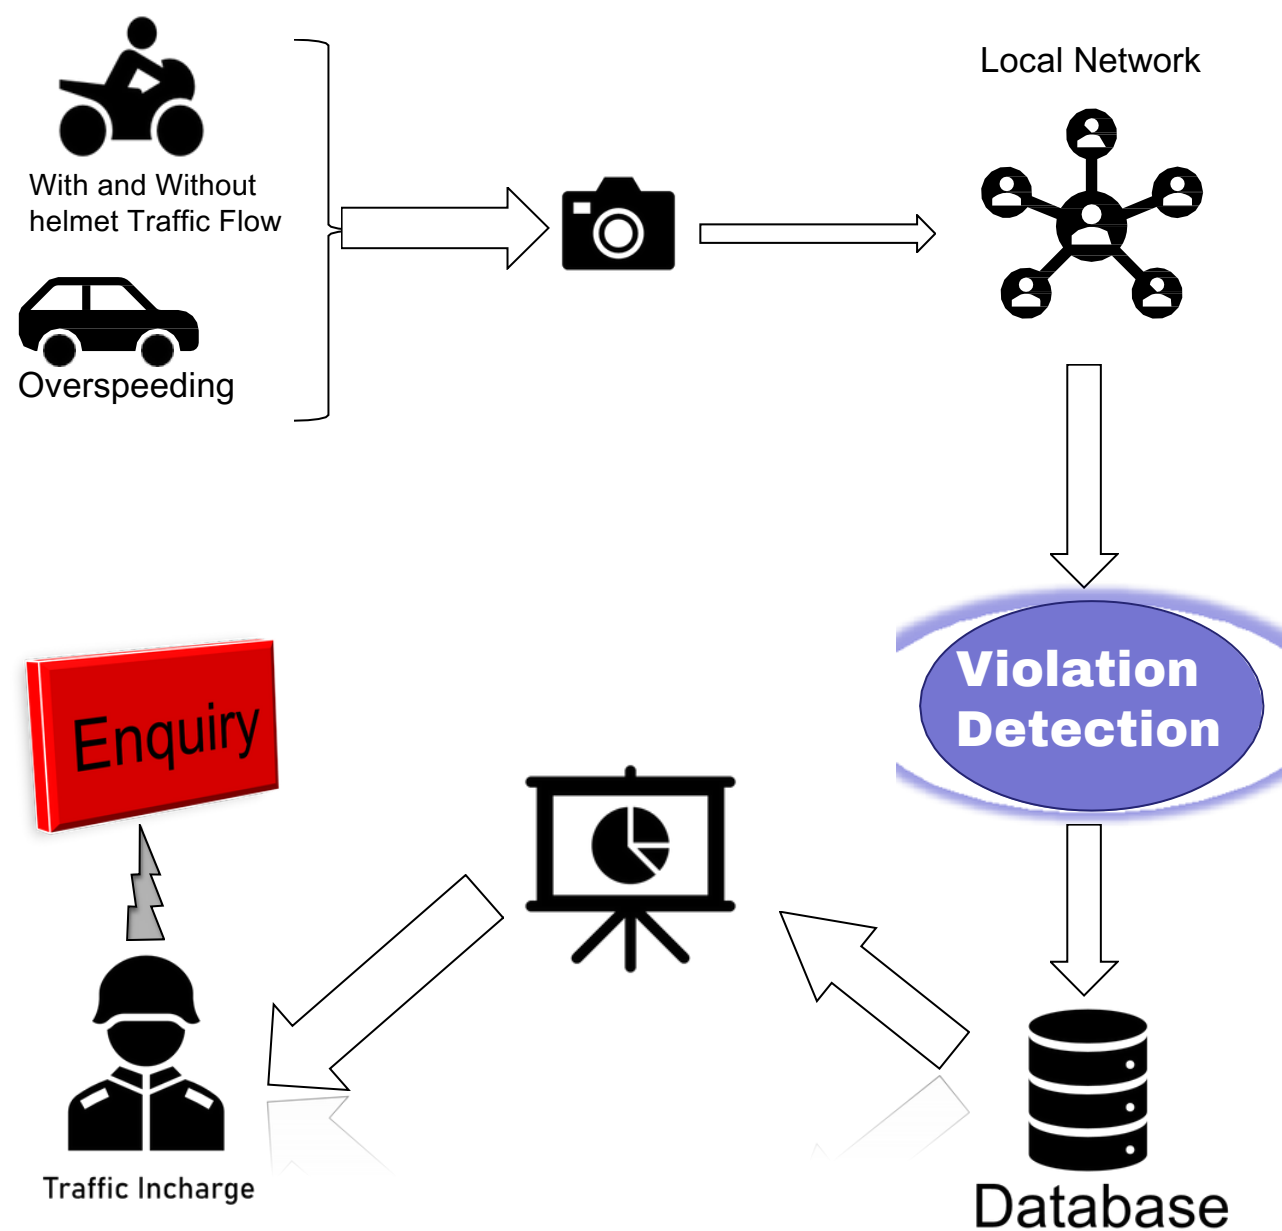 Local Network
With and Without
helmet Traffic Flow
Overspeeding
Violation
Detection
Enquiry
Traffic Incharge
Database